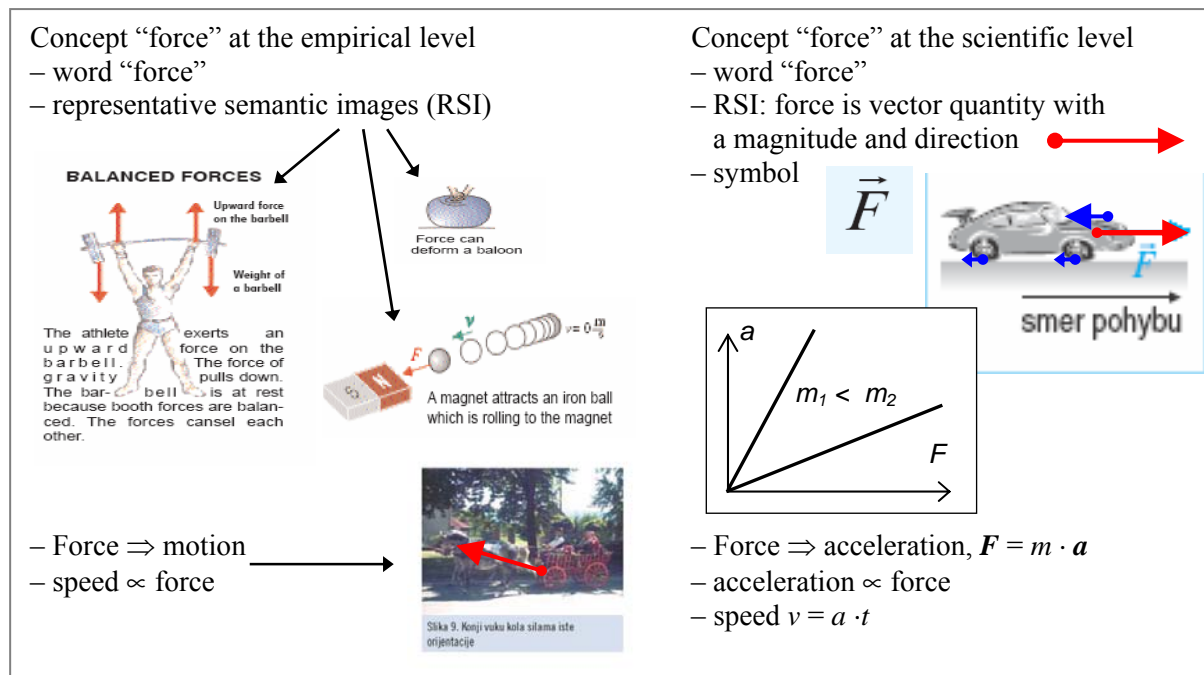 Concept “force” at the empirical level
– word “force”
– representative semantic images (RSI)
BALANCED FORCES
Upward force
on the barbell
Weight of
a barbell
The athlete exerts an
upward force on the
barbell. The force of
gravity pulls down.
The bar- bell is at rest
because booth forces are balan-
ced. The forces cansel each
other.
Force can
deform a baloon
v = 0 m/s
v
F
S
N
A magnet attracts an iron ball
which is rolling to the magnet
– Force ⇒ motion
– speed ∝ force
Slika 9. Konji vuku kola silama iste
orijentacije
Concept “force” at the scientific level
– word “force”
– RSI: force is vector quantity with
a magnitude and direction
– symbol
F⃗
F⃗
smer pohybu
a
m₁ < m₂
F
– Force ⇒ acceleration, F = m · a
– acceleration ∝ force
– speed v = a ·t